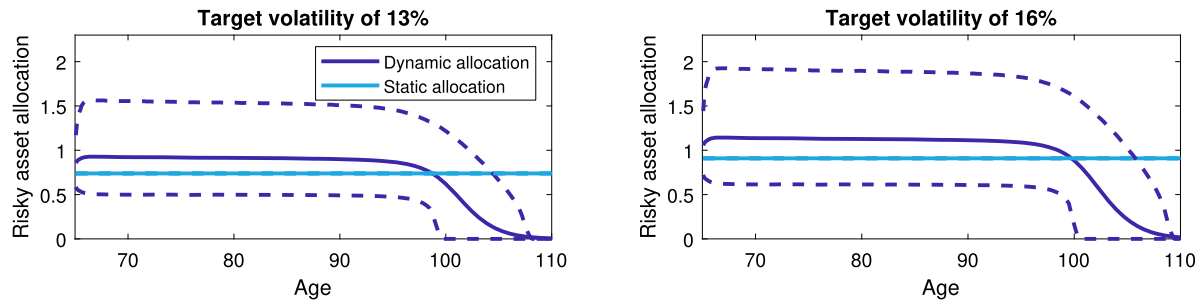 Target volatility of 13%
Risky asset allocation
2
1.5
1
0.5
0
Dynamic allocation
Static allocation
70
80
90
100
110
Age
Target volatility of 16%
Risky asset allocation
2
1.5
1
0.5
0
70
80
90
100
110
Age